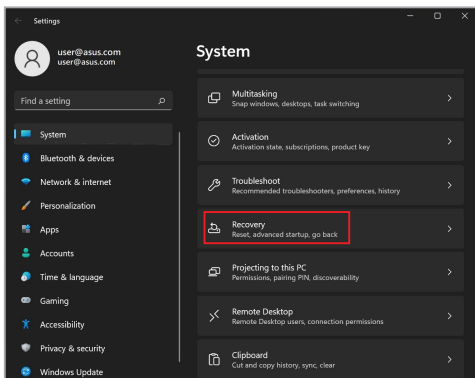 Settings
user@asus.com
user@asus.com
Find a setting
System
Bluetooth & devices
Network & internet
Personalization
Apps
Accounts
Time & language
Gaming
Accessibility
Privacy & security
Windows Update
System
Multitasking
Snap windows, desktops, task switching
Activation
Activation state, subscriptions, product key
Troubleshoot
Recommended troubleshooters, preferences, history
Recovery
Reset, advanced startup, go back
Projecting to this PC
Permissions, pairing PIN, discoverability
Remote Desktop
Remote Desktop users, connection permissions
Clipboard
Cut and copy history, sync, clear